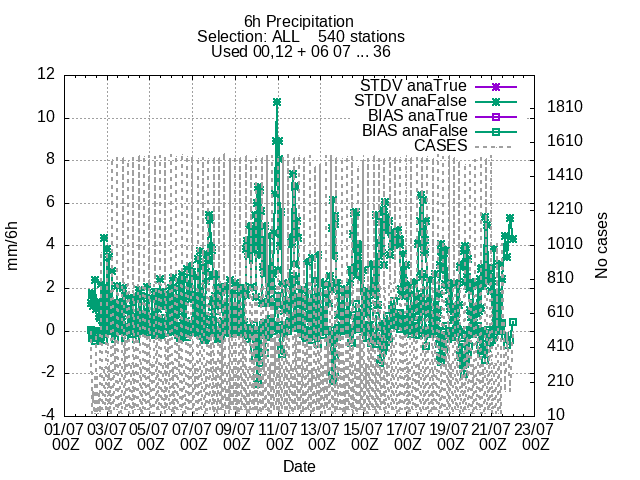 6h Precipitation
Selection: ALL 540 stations
Used 00,12 + 06 07 ... 36
STDV anaTrue
STDV anaFalse
BIAS anaTrue
BIAS anaFalse
CASES
12
10
8
6
4
2
0
-2
-4
mm/6h
1810
1610
1410
1210
1010
810
610
410
210
10
No cases
01/07 03/07 05/07 07/07 09/07 11/07 13/07 15/07 17/07 19/07 21/07 23/07
00Z 00Z 00Z 00Z 00Z 00Z 00Z 00Z 00Z 00Z 00Z 00Z
Date